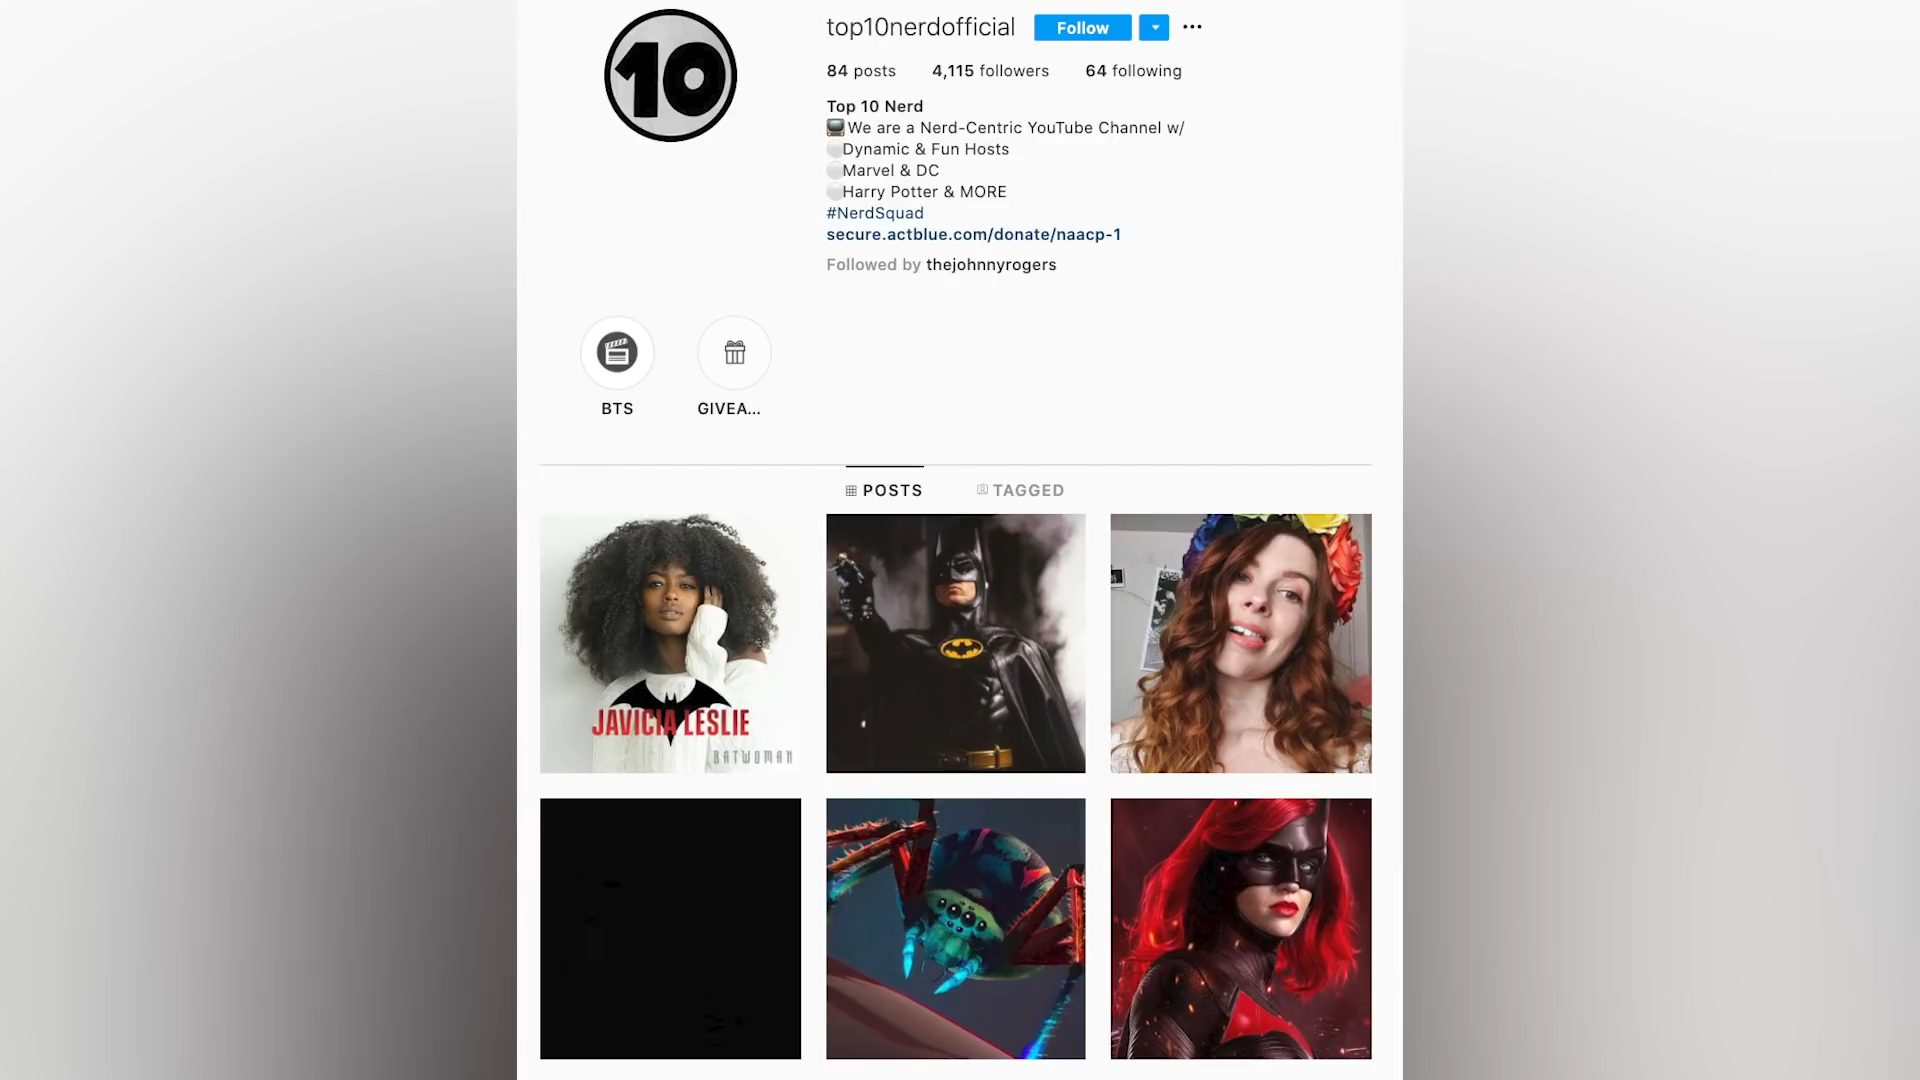 10
top10nerdofficial Follow
84 posts 4,115 followers 64 following
Top 10 Nerd
We are a Nerd-Centric YouTube Channel w/
Dynamic & Fun Hosts
Marvel & DC
Harry Potter & MORE
#NerdSquad
secure.actblue.com/donate/naacp-1
Followed by thejohnnyrogers
BTS GIVEA...
POSTS TAGGED
JAVICIA LESLIE
BATWOMAN